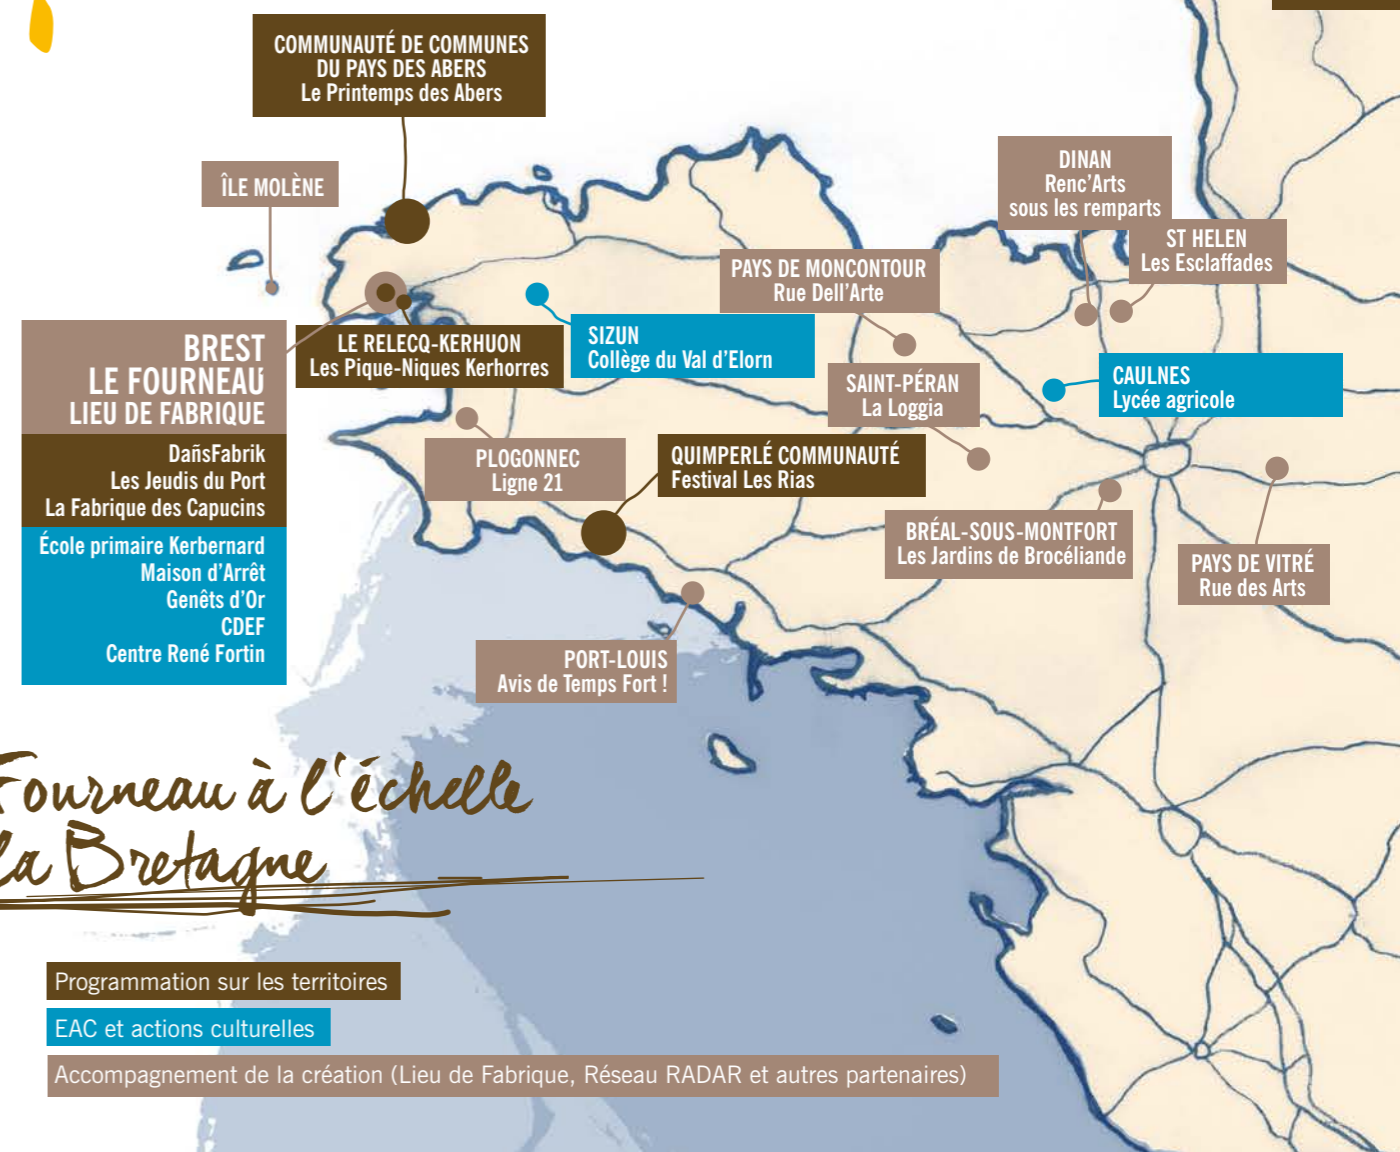 COMMUNAUTÉ DE COMMUNES
DU PAYS DES ABERS
Le Printemps des Abers
ÎLE MOLÈNE
DINAN
Renc'Arts
sous les remparts
ST HELEN
Les Esclaffades
PAYS DE MONCONTOUR
Rue Dell'Arte
BREST
LE FOURNEAU
LIEU DE FABRIQUE
DañsFabrik
Les Jeudis du Port
La Fabrique des Capucins
École primaire Kerbernard
Maison d'Arrêt
Genêts d'Or
CDEF
Centre René Fortin
LE RELECQ-KERHUON
Les Pique-Niques Kerhorres
SIZUN
Collège du Val d'Elorn
SAINT-PÉRAN
La Loggia
CAULNES
Lycée agricole
PLOGONNEC
Ligne 21
QUIMPERLÉ COMMUNAUTÉ
Festival Les Rias
BRÉAL-SOUS-MONTFORT
Les Jardins de Brocéliande
PAYS DE VITRÉ
Rue des Arts
PORT-LOUIS
Avis de Temps Fort !
Fourneau à l'échelle
la Bretagne
Programmation sur les territoires
EAC et actions culturelles
Accompagnement de la création (Lieu de Fabrique, Réseau RADAR et autres partenaires)